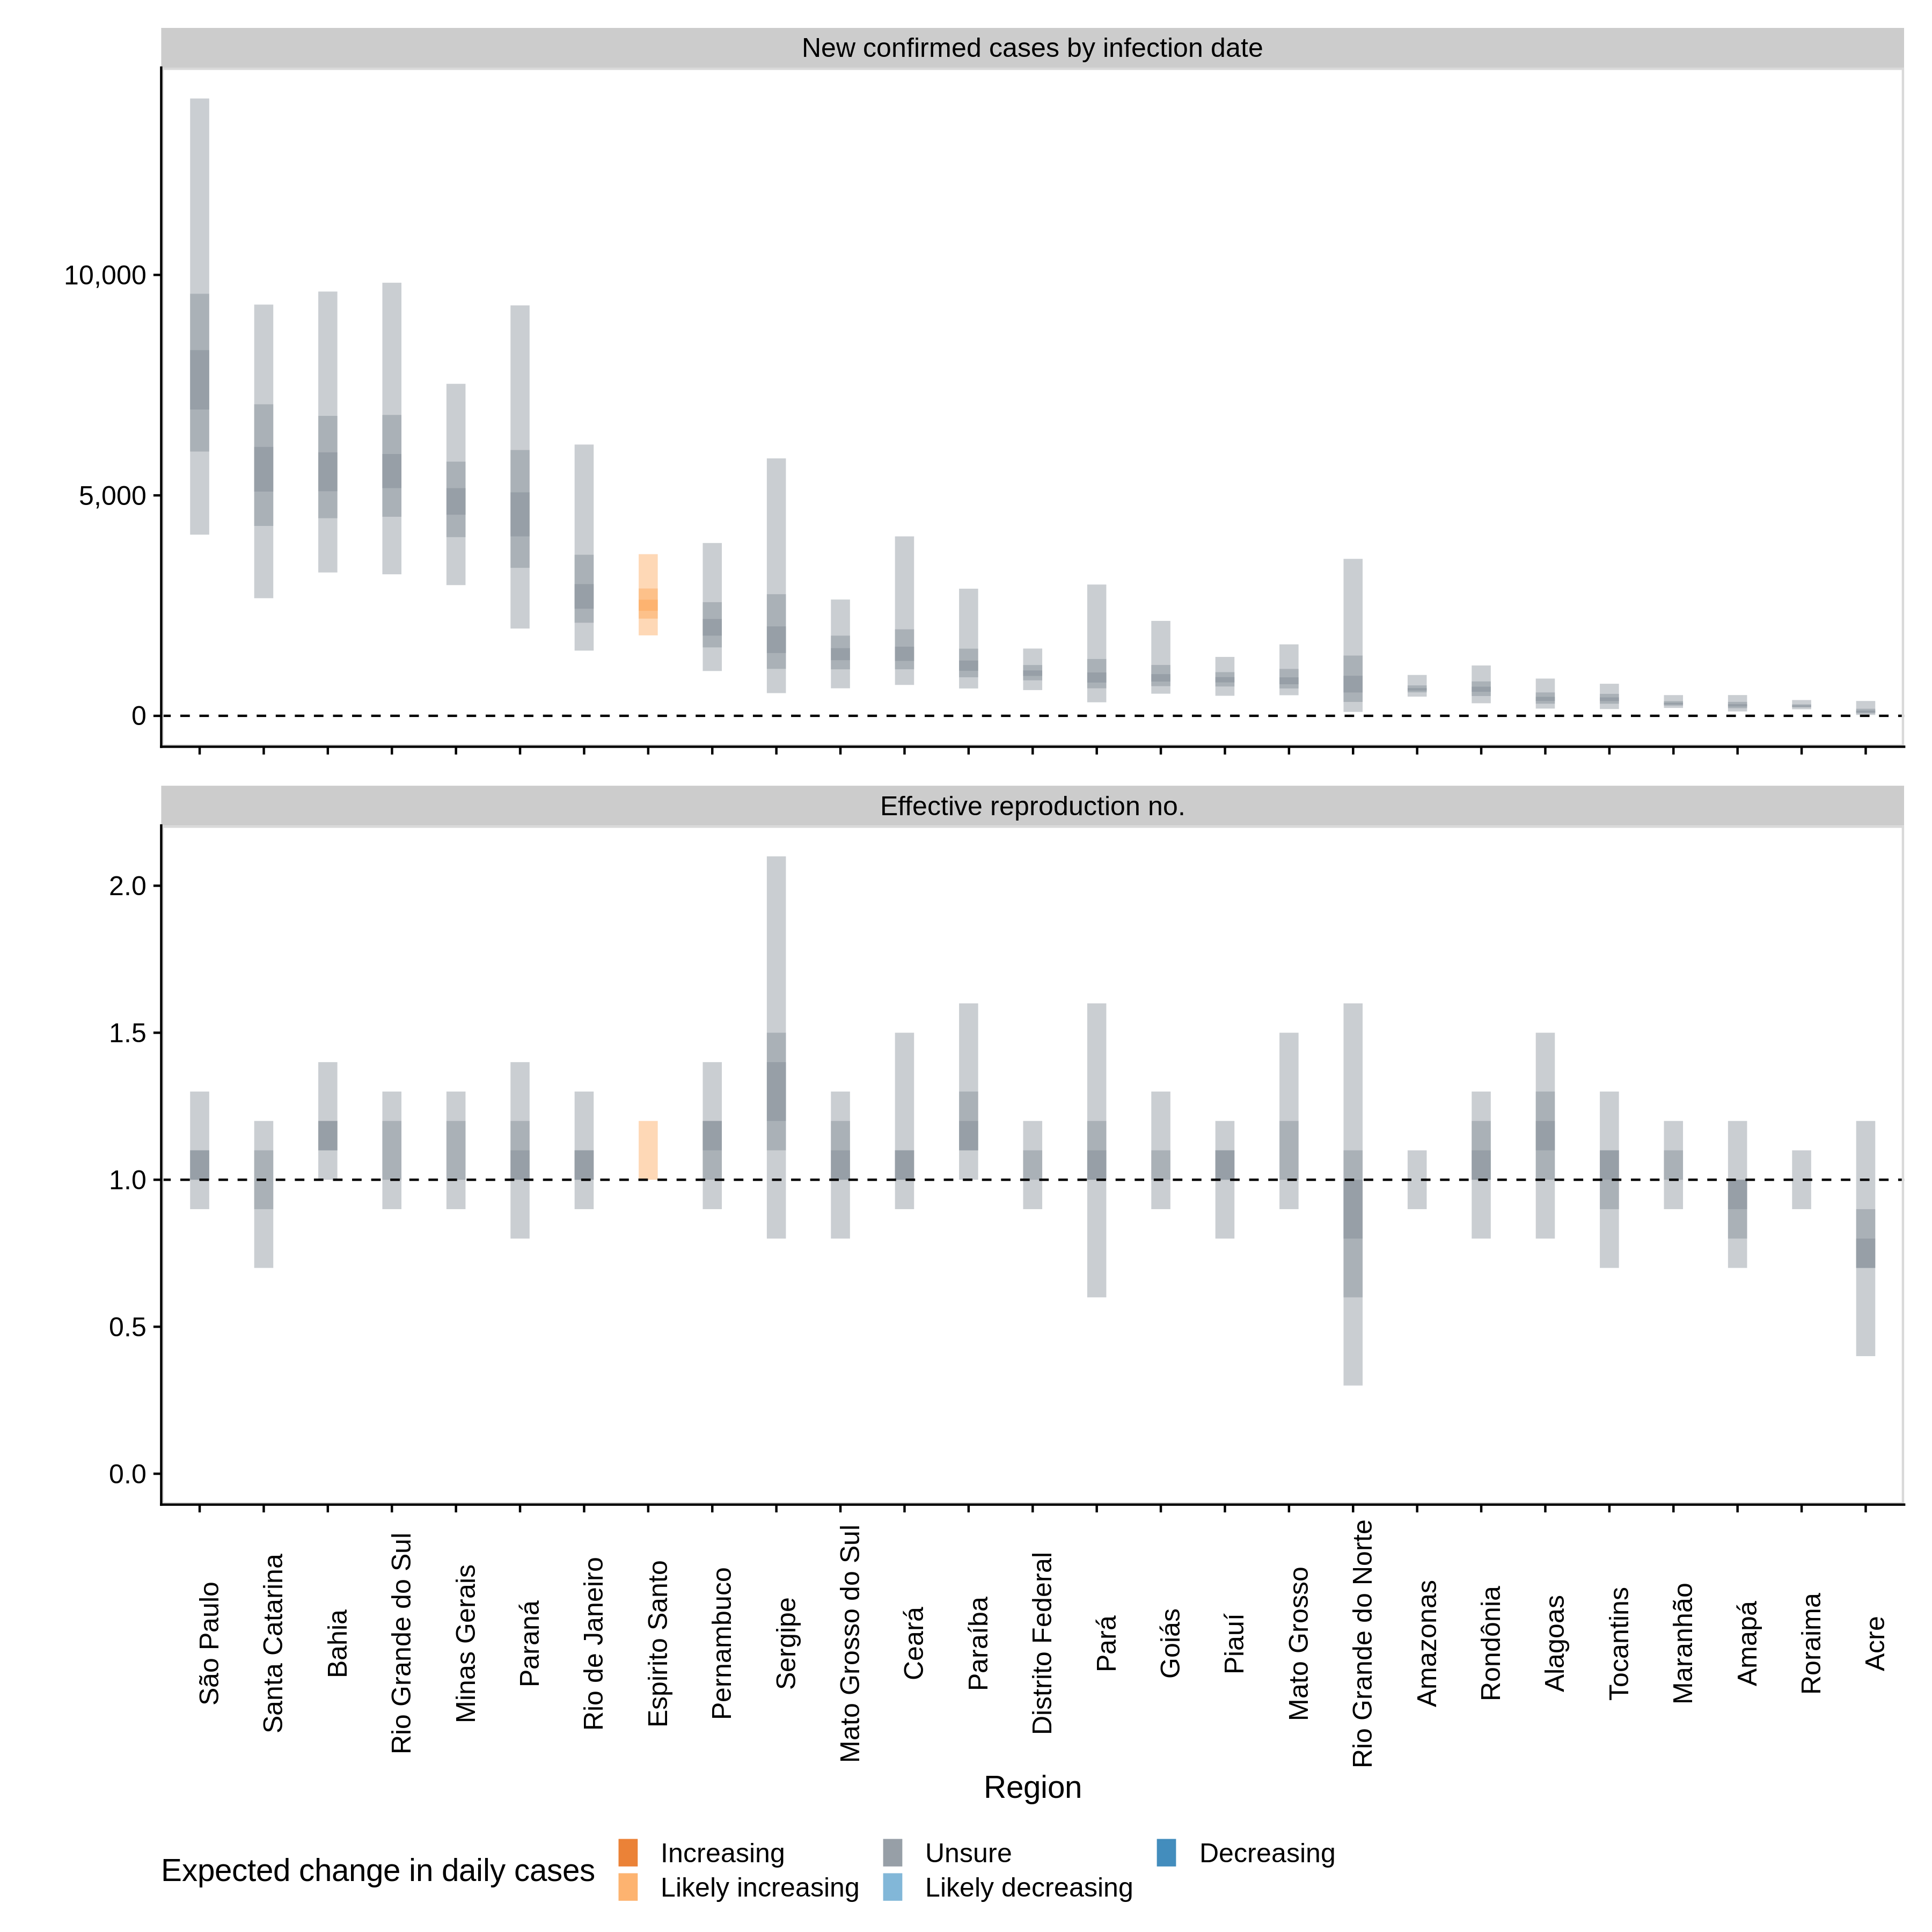 New confirmed cases by infection date
10,000
5,000
0
Effective reproduction no.
2.0
1.5
1.0
0.5
0.0
São Paulo
Santa Catarina
Bahia
Rio Grande do Sul
Minas Gerais
Paraná
Rio de Janeiro
Espirito Santo
Pernambuco
Sergipe
Mato Grosso do Sul
Ceará
Paraíba
Distrito Federal
Pará
Goiás
Piauí
Mato Grosso
Rio Grande do Norte
Amazonas
Rondônia
Alagoas
Tocantins
Maranhão
Amapá
Roraima
Acre
Region
Expected change in daily cases
Increasing
Unsure
Decreasing
Likely increasing
Likely decreasing